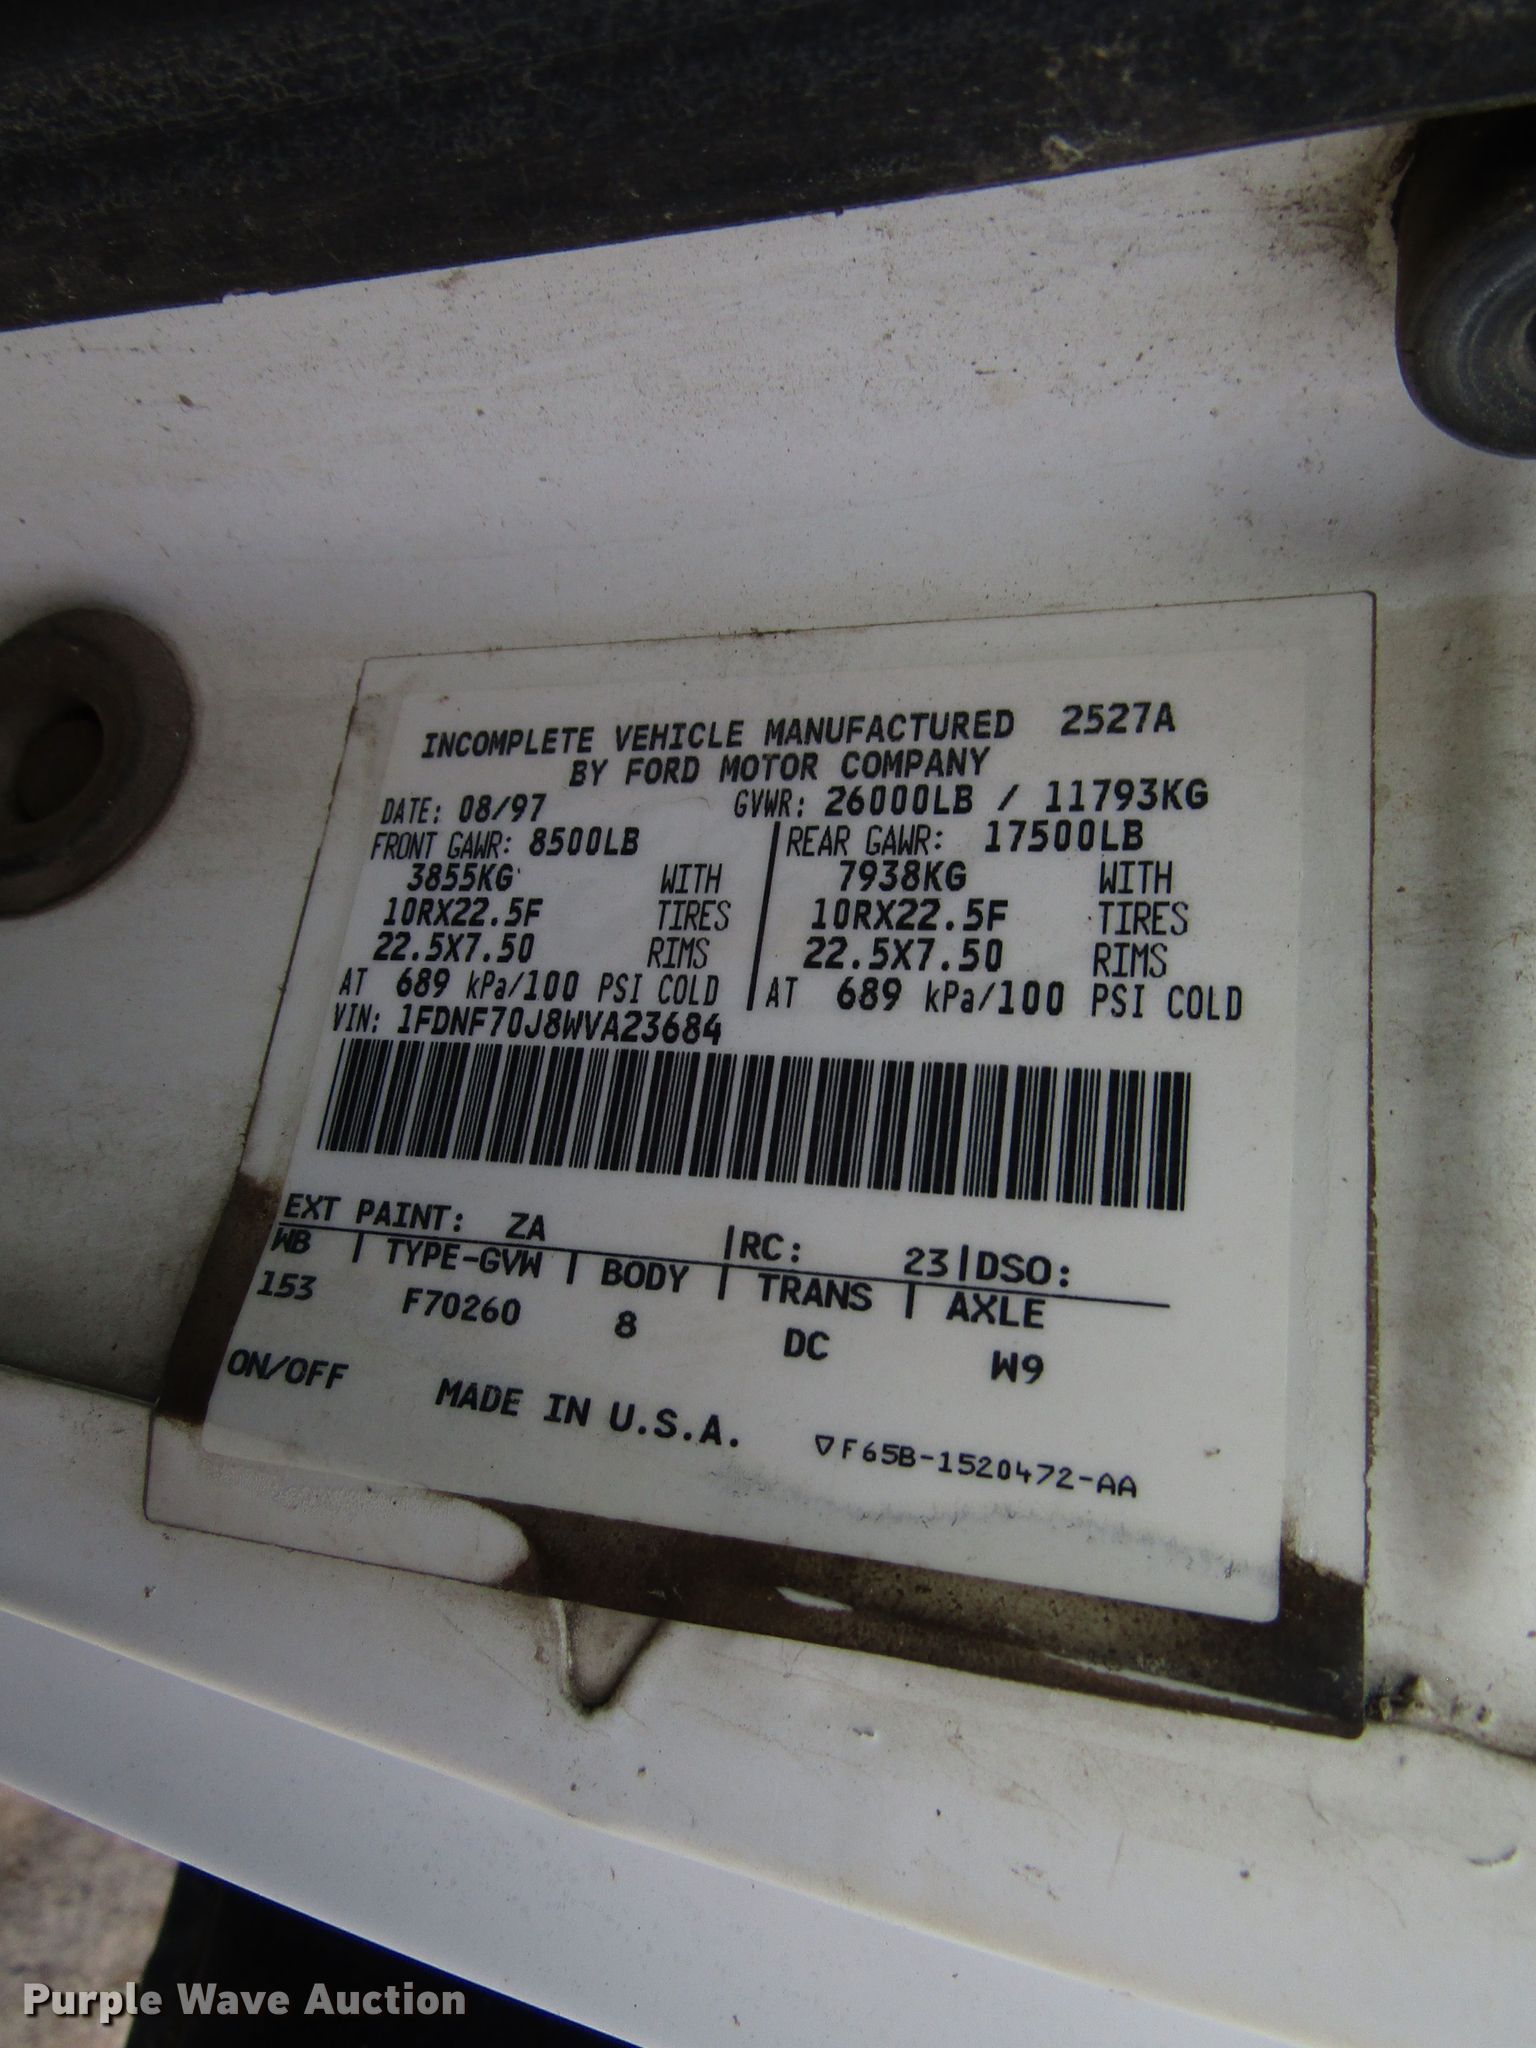 INCOMPLETE VEHICLE MANUFACTURED 2527A
BY FORD MOTOR COMPANY
DATE: 08/97 GVWR: 26000LB / 11793KG
FRONT GAWR: 8500LB REAR GAWR: 17500LB
3855KG WITH 7938KG WITH
10RX22.5F TIRES 10RX22.5F TIRES
22.5X7.50 RIMS 22.5X7.50 RIMS
AT 689 kPa/100 PSI COLD AT 689 kPa/100 PSI COLD
VIN: 1FDNF70J8WVA23684
EXT PAINT: ZA |RC: 23|DSO:
WB | TYPE-GVW | BODY | TRANS | AXLE
153 F70260 8 DC W9
ON/OFF MADE IN U.S.A. ▽F65B-1520472-AA
Purple Wave Auction